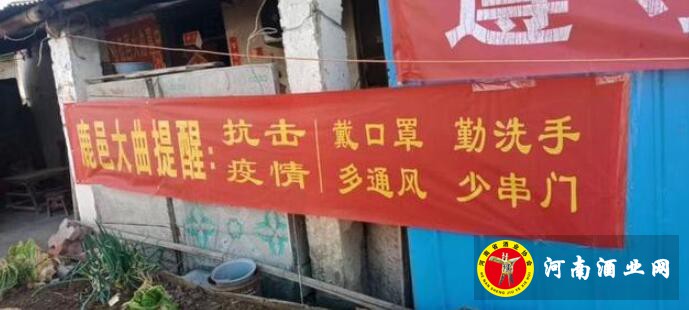 鹿邑大曲提醒：
抗击
疫情
戴口罩 勤洗手
多通风 少串门
河南酒业网